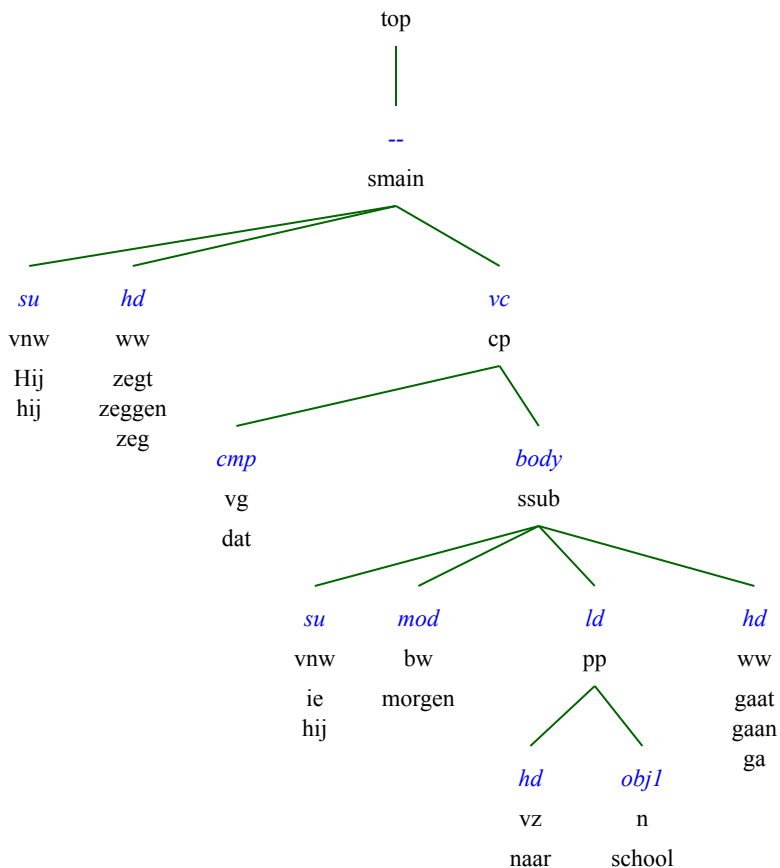 top
--
smain
su hd vc
vnw ww cp
Hij zegt
hij zeggen
zeg
cmp body
vg ssub
dat
su mod ld hd
vnw bw pp ww
ie morgen gaat
hij gaan
ga
hd obj1
vz n
naar school